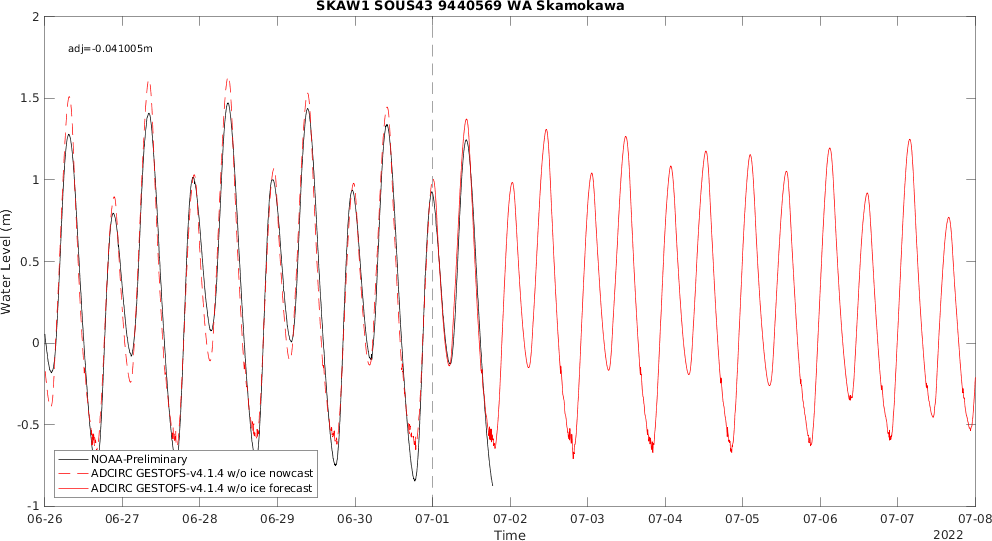 SKAW1 SOUS43 9440569 WA Skamokawa
adj=-0.041005m
2
1.5
1
0.5
0
-0.5
-1
Water Level (m)
NOAA-Preliminary
ADCIRC GESTOFS-v4.1.4 w/o ice nowcast
ADCIRC GESTOFS-v4.1.4 w/o ice forecast
06-26 06-27 06-28 06-29 06-30 07-01 07-02 07-03 07-04 07-05 07-06 07-07 07-08
Time
2022